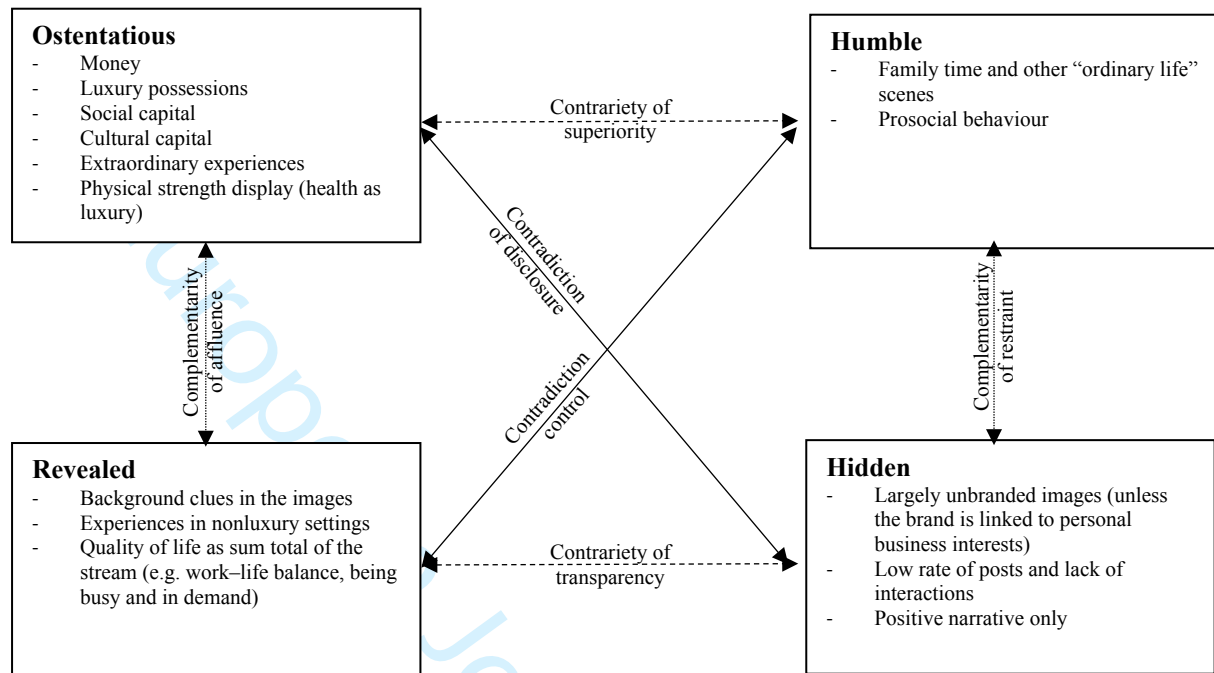 Ostentatious
- Money
- Luxury possessions
- Social capital
- Cultural capital
- Extraordinary experiences
- Physical strength display (health as
luxury)
Humble
- Family time and other “ordinary life”
scenes
- Prosocial behaviour
Contrariety of
superiority
Contradiction
of disclosure
Contradiction
control
Complementarity
of affluence
Complementarity
of restraint
Revealed
- Background clues in the images
- Experiences in nonluxury settings
- Quality of life as sum total of the
stream (e.g. work–life balance, being
busy and in demand)
Contrariety of
transparency
Hidden
- Largely unbranded images (unless
the brand is linked to personal
business interests)
- Low rate of posts and lack of
interactions
- Positive narrative only